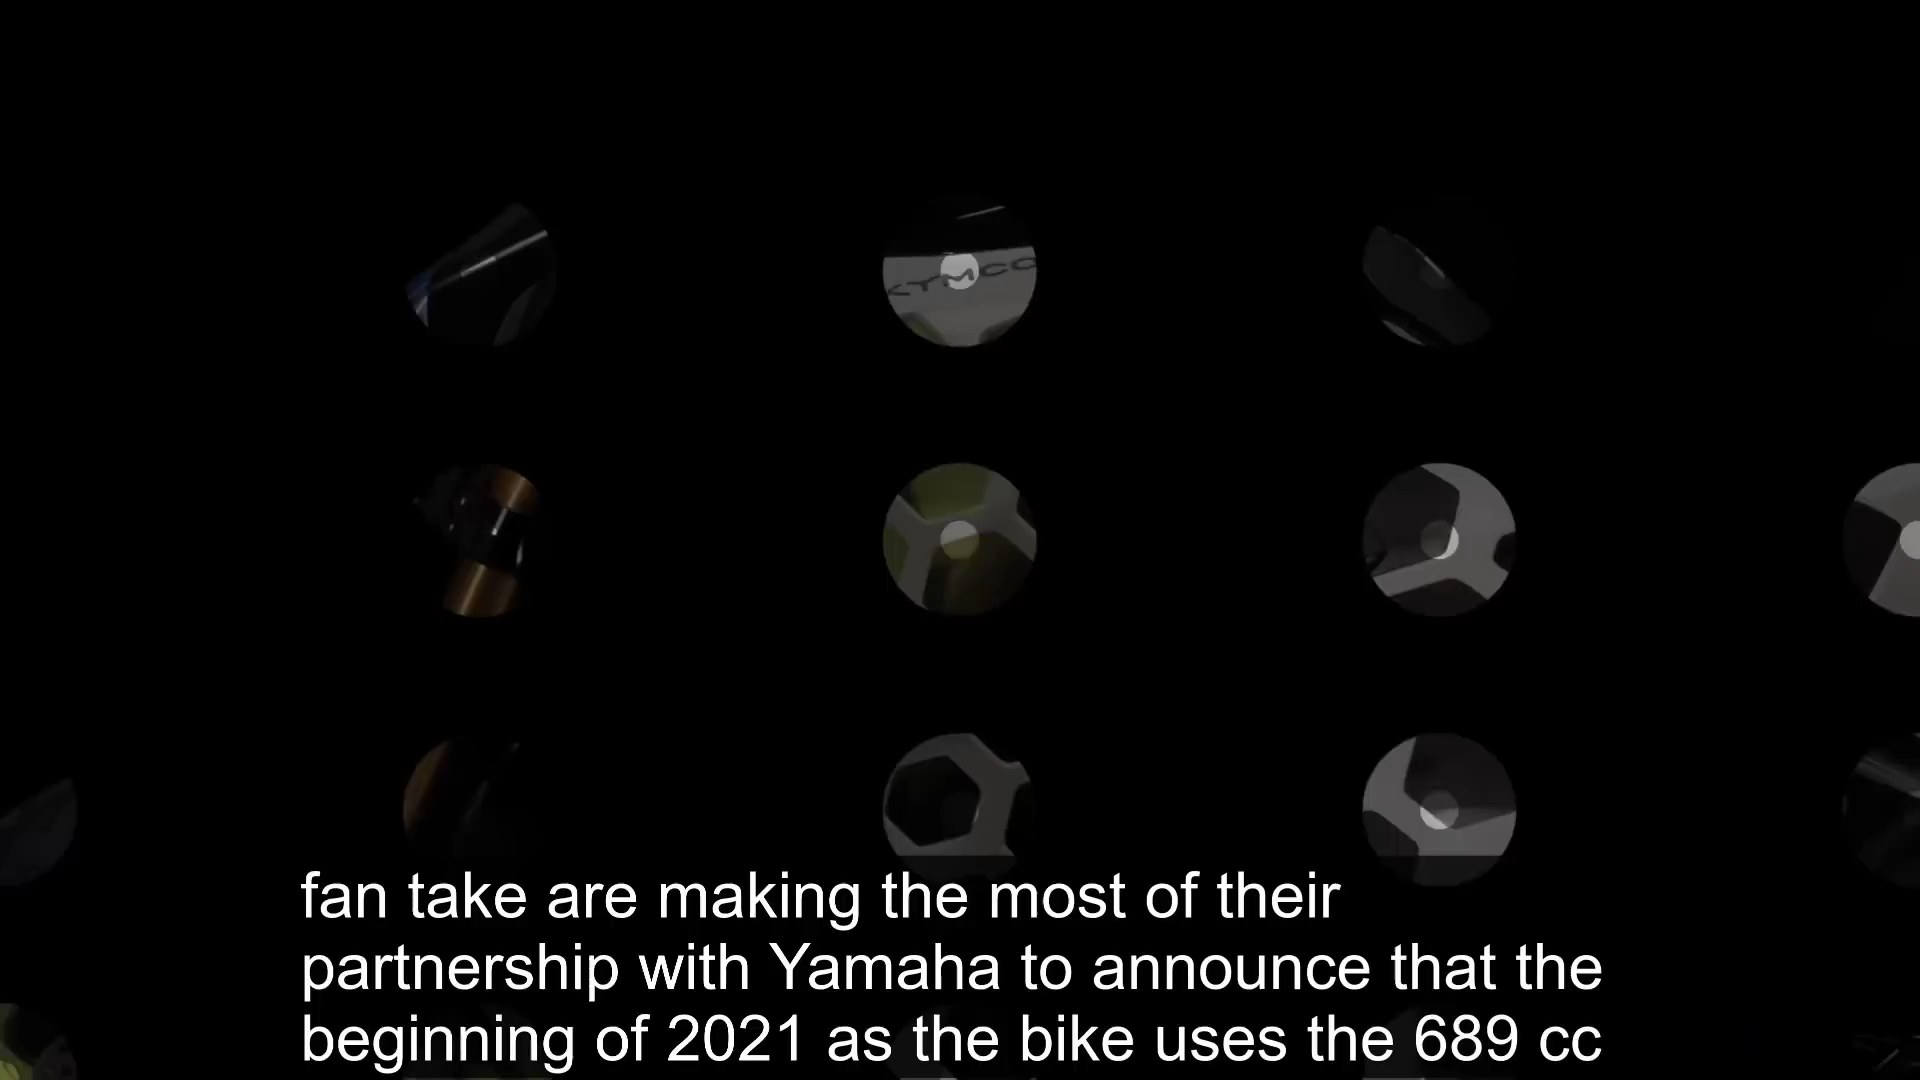 KYMCO
fan take are making the most of their
partnership with Yamaha to announce that the
beginning of 2021 as the bike uses the 689 cc